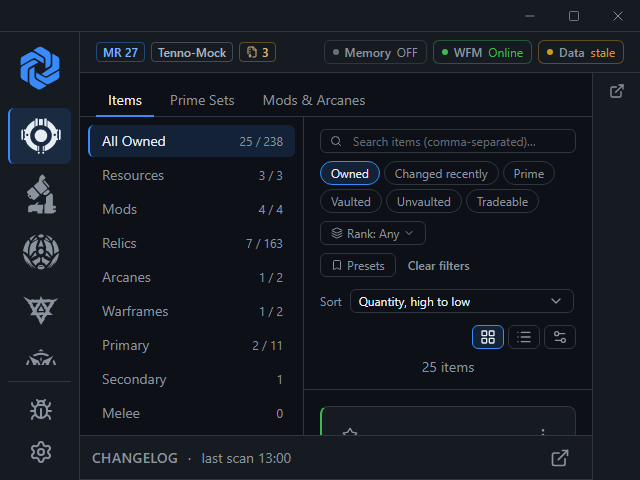 MR 27 Tenno-Mock 3 Memory OFF WFM Online Data stale
Items Prime Sets Mods & Arcanes
All Owned 25 / 238
Resources 3 / 3
Mods 4 / 4
Relics 7 / 163
Arcanes 1 / 2
Warframes 1 / 2
Primary 2 / 11
Secondary 1
Melee 0
Search items (comma-separated)...
Owned Changed recently Prime
Vaulted Unvaulted Tradeable
Rank: Any
Presets Clear filters
Sort Quantity, high to low
25 items
CHANGELOG · last scan 13:00